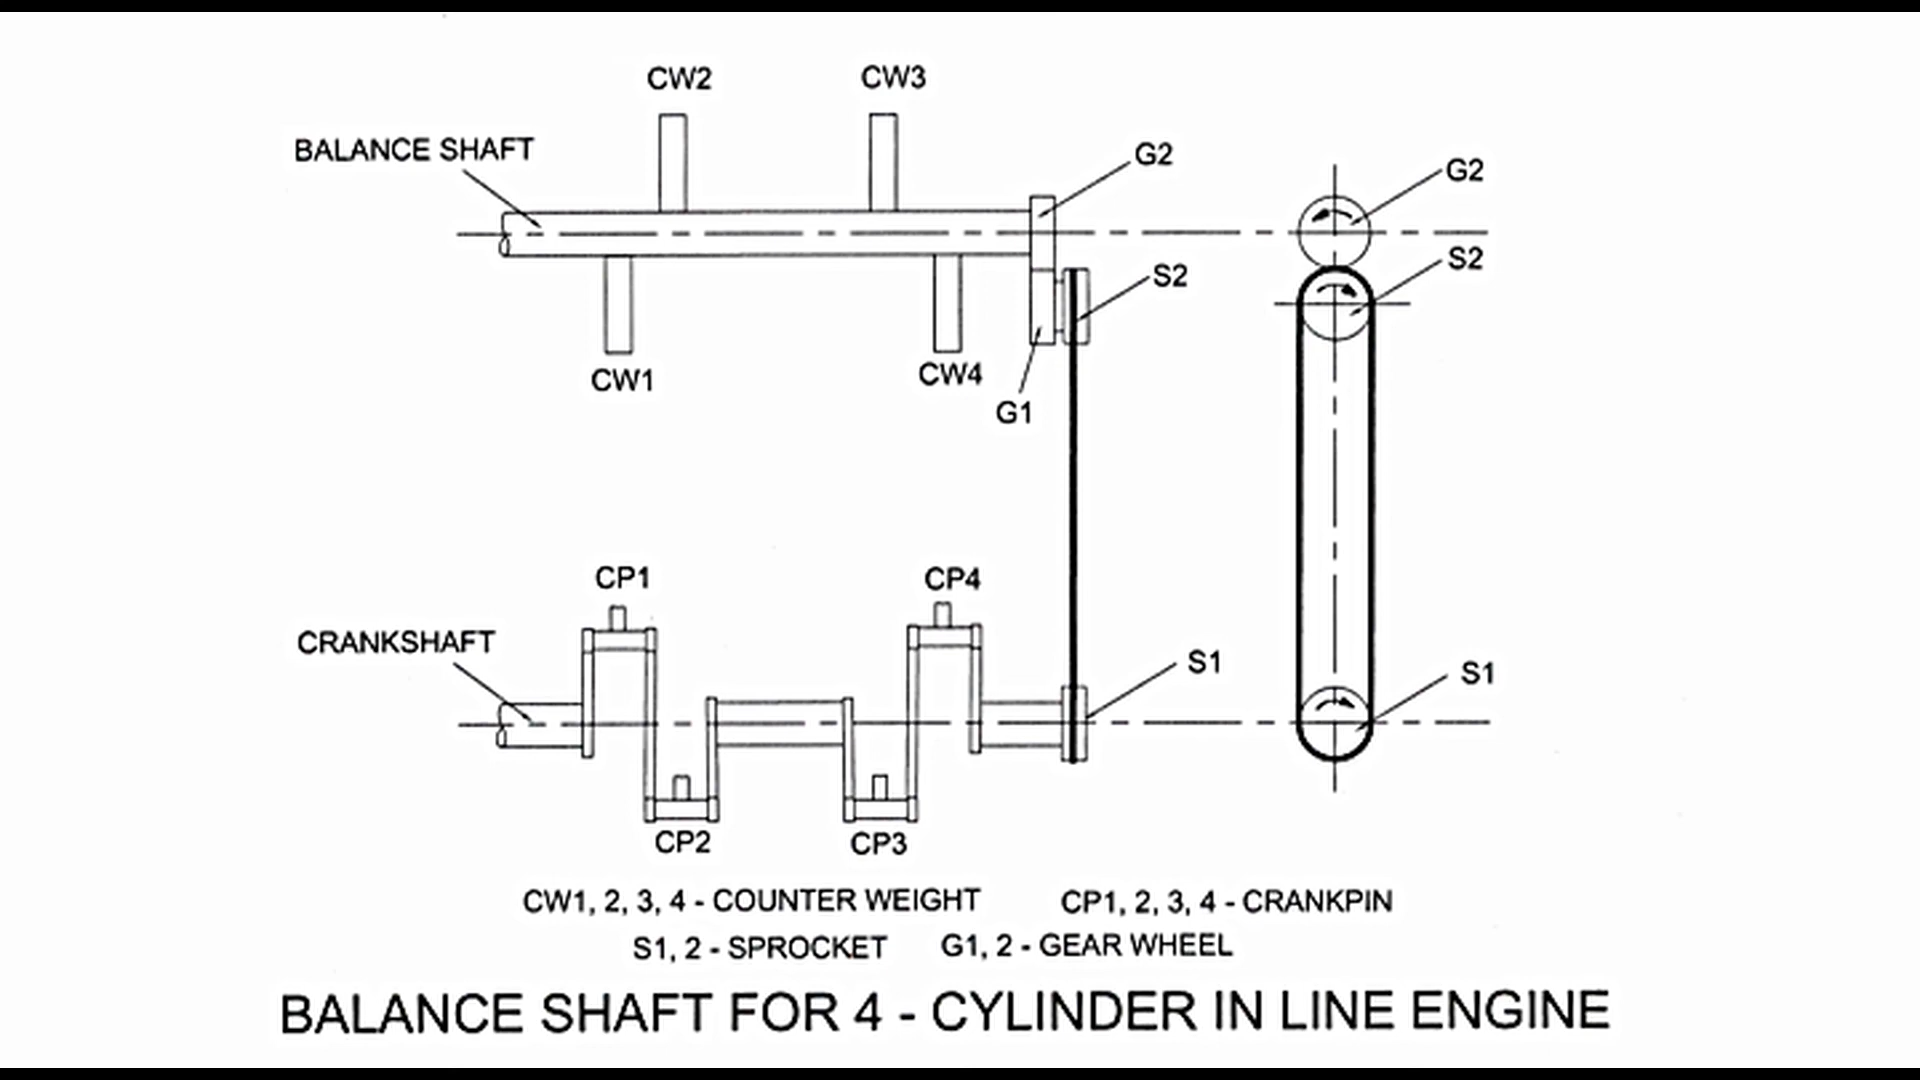 CW2
CW3
BALANCE SHAFT
G2
G2
S2
S2
CW1
CW4
G1
CP1
CP4
CRANKSHAFT
S1
S1
CP2
CP3
CW1, 2, 3, 4 - COUNTER WEIGHT
CP1, 2, 3, 4 - CRANKPIN
S1, 2 - SPROCKET
G1, 2 - GEAR WHEEL
BALANCE SHAFT FOR 4 - CYLINDER IN LINE ENGINE